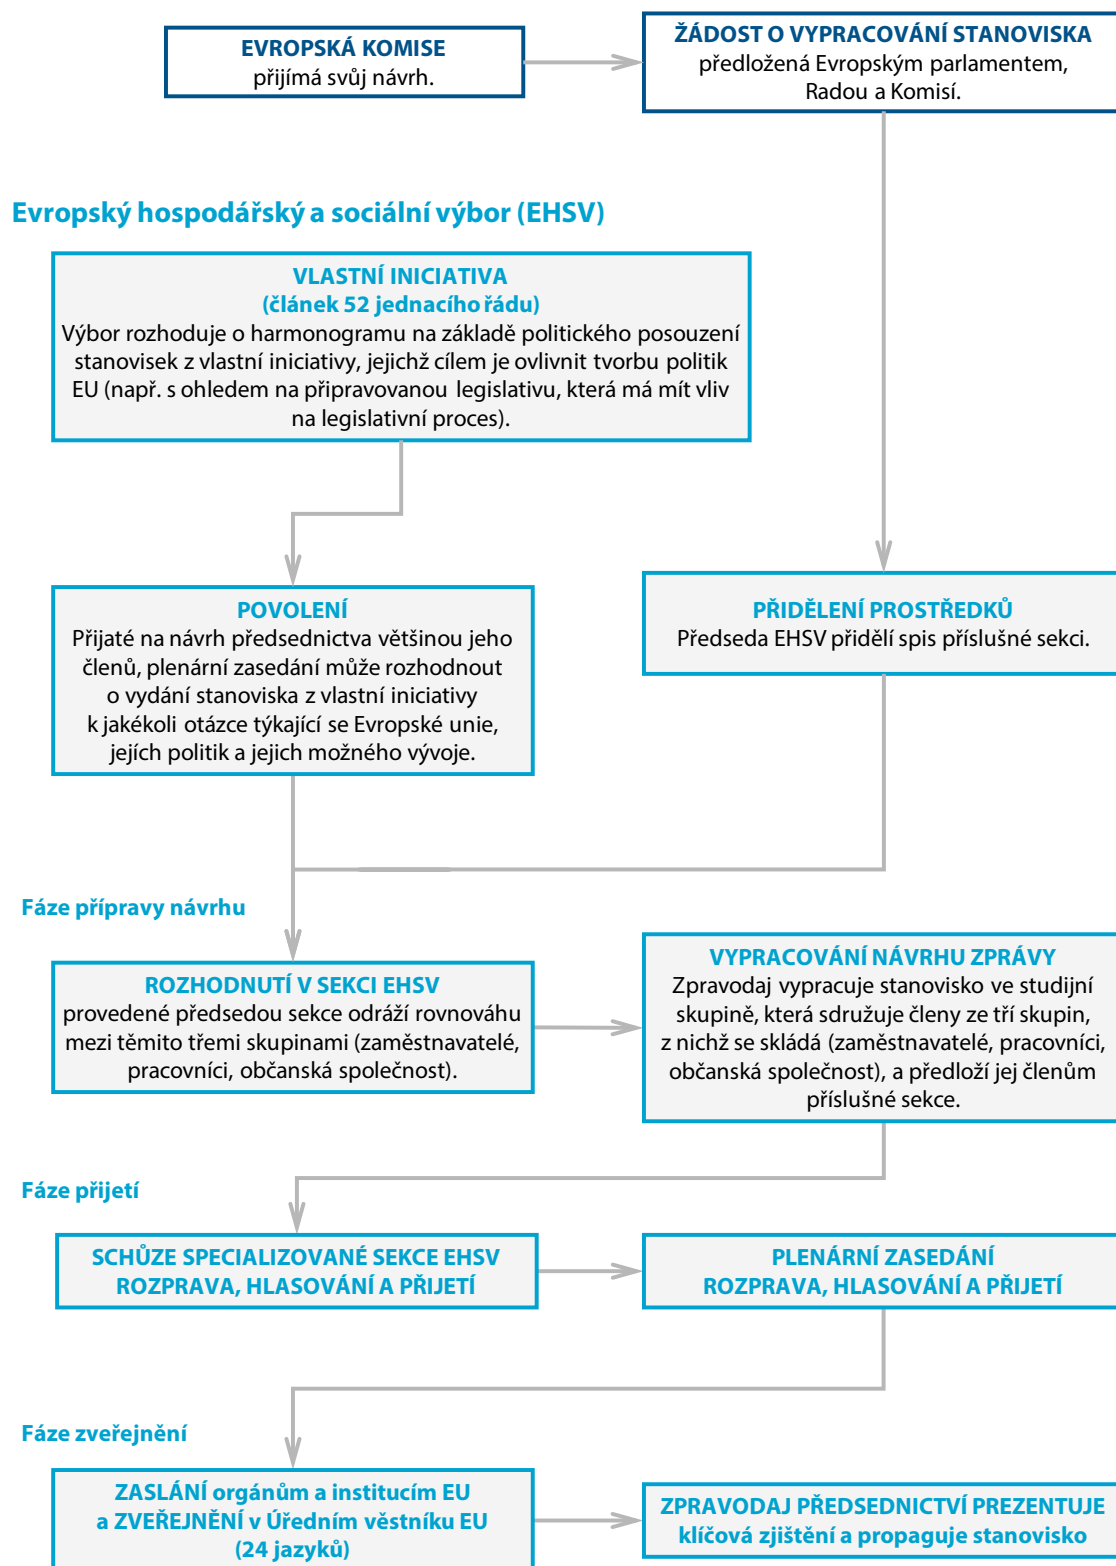 EVROPSKÁ KOMISE
přijímá svůj návrh.
ŽÁDOST O VYPRACOVÁNÍ STANOVISKA
předložená Evropským parlamentem,
Radou a Komisí.
Evropský hospodářský a sociální výbor (EHSV)
VLASTNÍ INICIATIVA
(článek 52 jednacího řádu)
Výbor rozhoduje o harmonogramu na základě politického posouzení
stanovisek z vlastní iniciativy, jejichž cílem je ovlivnit tvorbu politik
EU (např. s ohledem na připravovanou legislativu, která má mít vliv
na legislativní proces).
POVOLENÍ
Přijaté na návrh předsednictva většinou jeho
členů, plenární zasedání může rozhodnout
o vydání stanoviska z vlastní iniciativy
k jakékoli otázce týkající se Evropské unie,
jejích politik a jejich možného vývoje.
PŘIDĚLENÍ PROSTŘEDKŮ
Předseda EHSV přidělí spis příslušné sekci.
Fáze přípravy návrhu
ROZHODNUTÍ V SEKCI EHSV
provedené předsedou sekce odráží rovnováhu
mezi těmito třemi skupinami (zaměstnavatelé,
pracovníci, občanská společnost).
VYPRACOVÁNÍ NÁVRHU ZPRÁVY
Zpravodaj vypracuje stanovisko ve studijní
skupině, která sdružuje členy ze tří skupin,
z nichž se skládá (zaměstnavatelé, pracovníci,
občanská společnost), a předloží jej členům
příslušné sekce.
Fáze přijetí
SCHŮZE SPECIALIZOVANÉ SEKCE EHSV
ROZPRAVA, HLASOVÁNÍ A PŘIJETÍ
PLENÁRNÍ ZASEDÁNÍ
ROZPRAVA, HLASOVÁNÍ A PŘIJETÍ
Fáze zveřejnění
ZASLÁNÍ orgánům a institucím EU
a ZVEŘEJNĚNÍ v Úředním věstníku EU
(24 jazyků)
ZPRAVODAJ PŘEDSEDNICTVÍ PREZENTUJE
klíčová zjištění a propaguje stanovisko